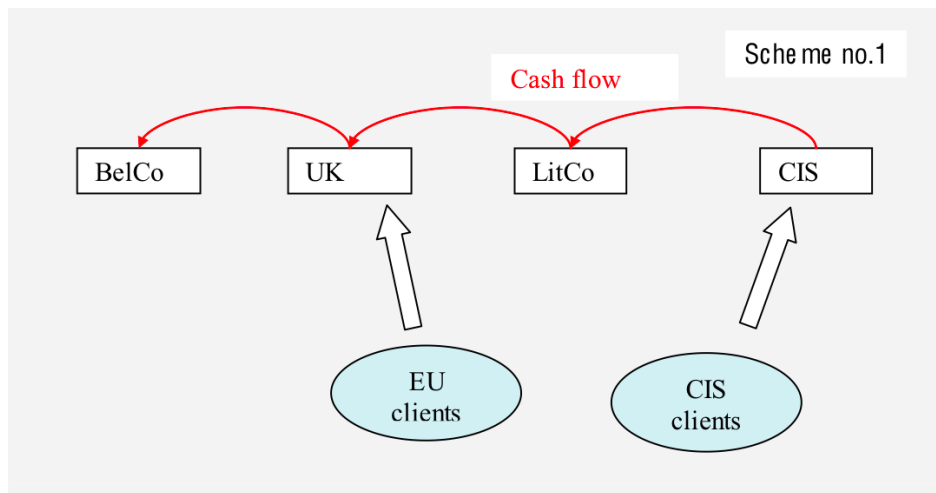 Scheme no.1
Cash flow
BelCo
UK
LitCo
CIS
EU
clients
CIS
clients